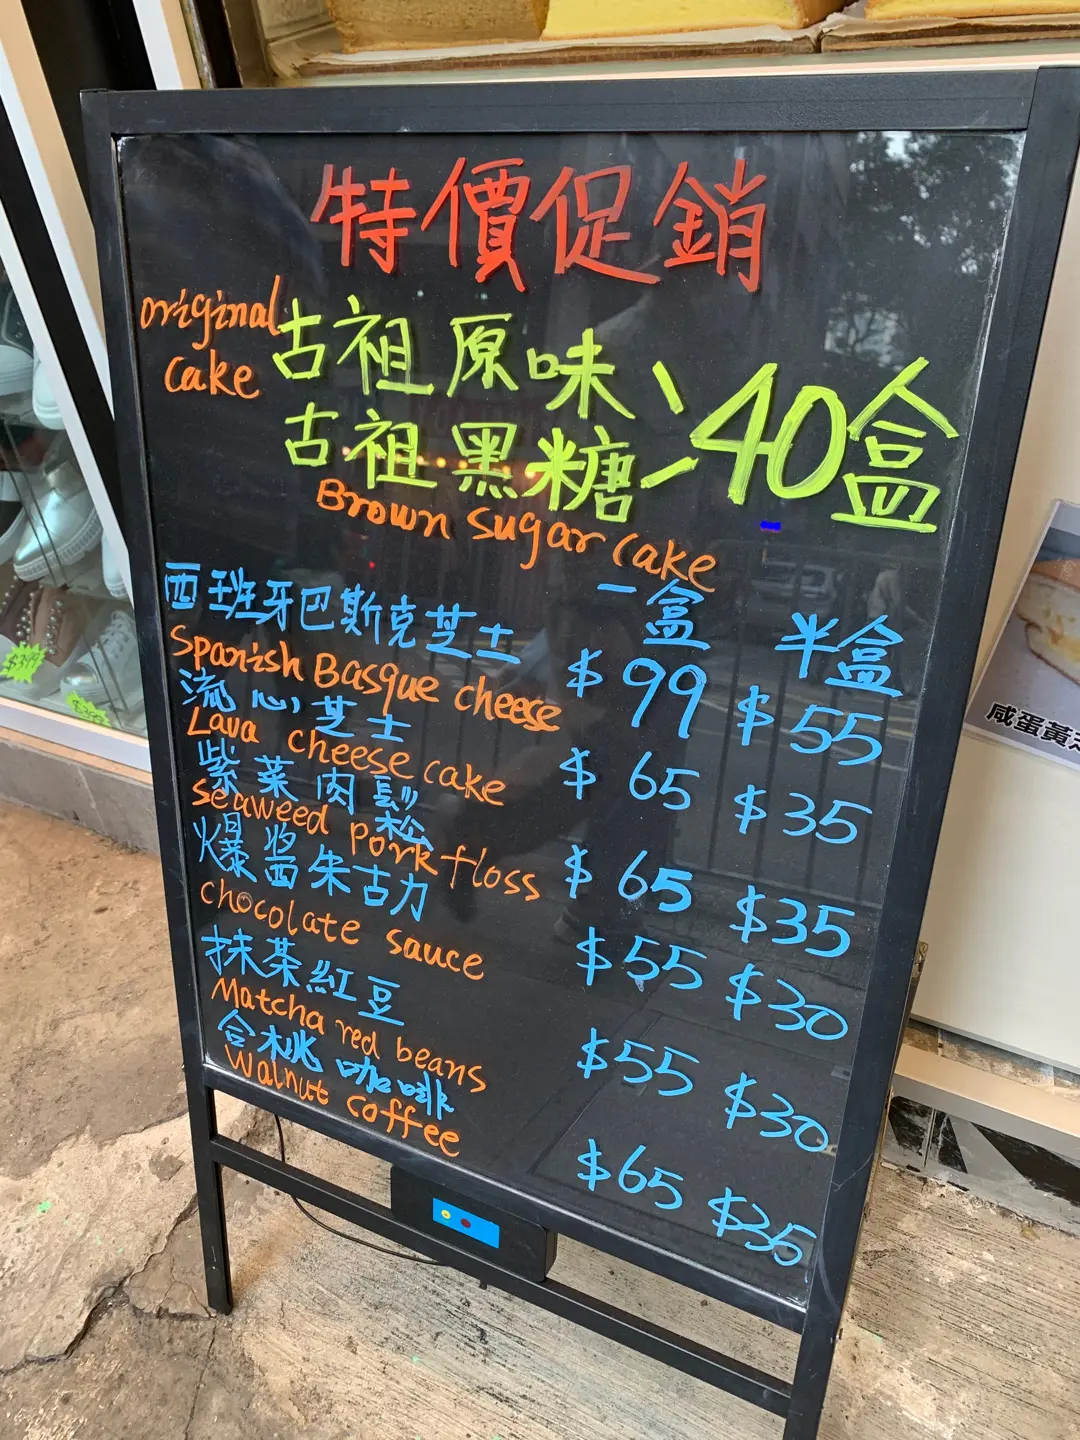 特價促銷
original cake
古祖原味
古祖黑糖
40盒
Brown sugar cake
一盒 半盒
西班牙巴斯克芝士 $99 $55
Spanish Basque cheese
流心芝士 $65 $35
Lava cheese cake
紫菜肉鬆 $65 $35
seaweed pork floss
爆醬朱古力 $55 $30
chocolate sauce
抹茶紅豆 $55 $30
Matcha red beans
合桃咖啡 $65 $35
walnut coffee
咸蛋黃芝